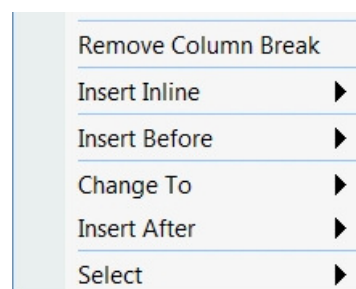 Remove Column Break
Insert Inline
Insert Before
Change To
Insert After
Select